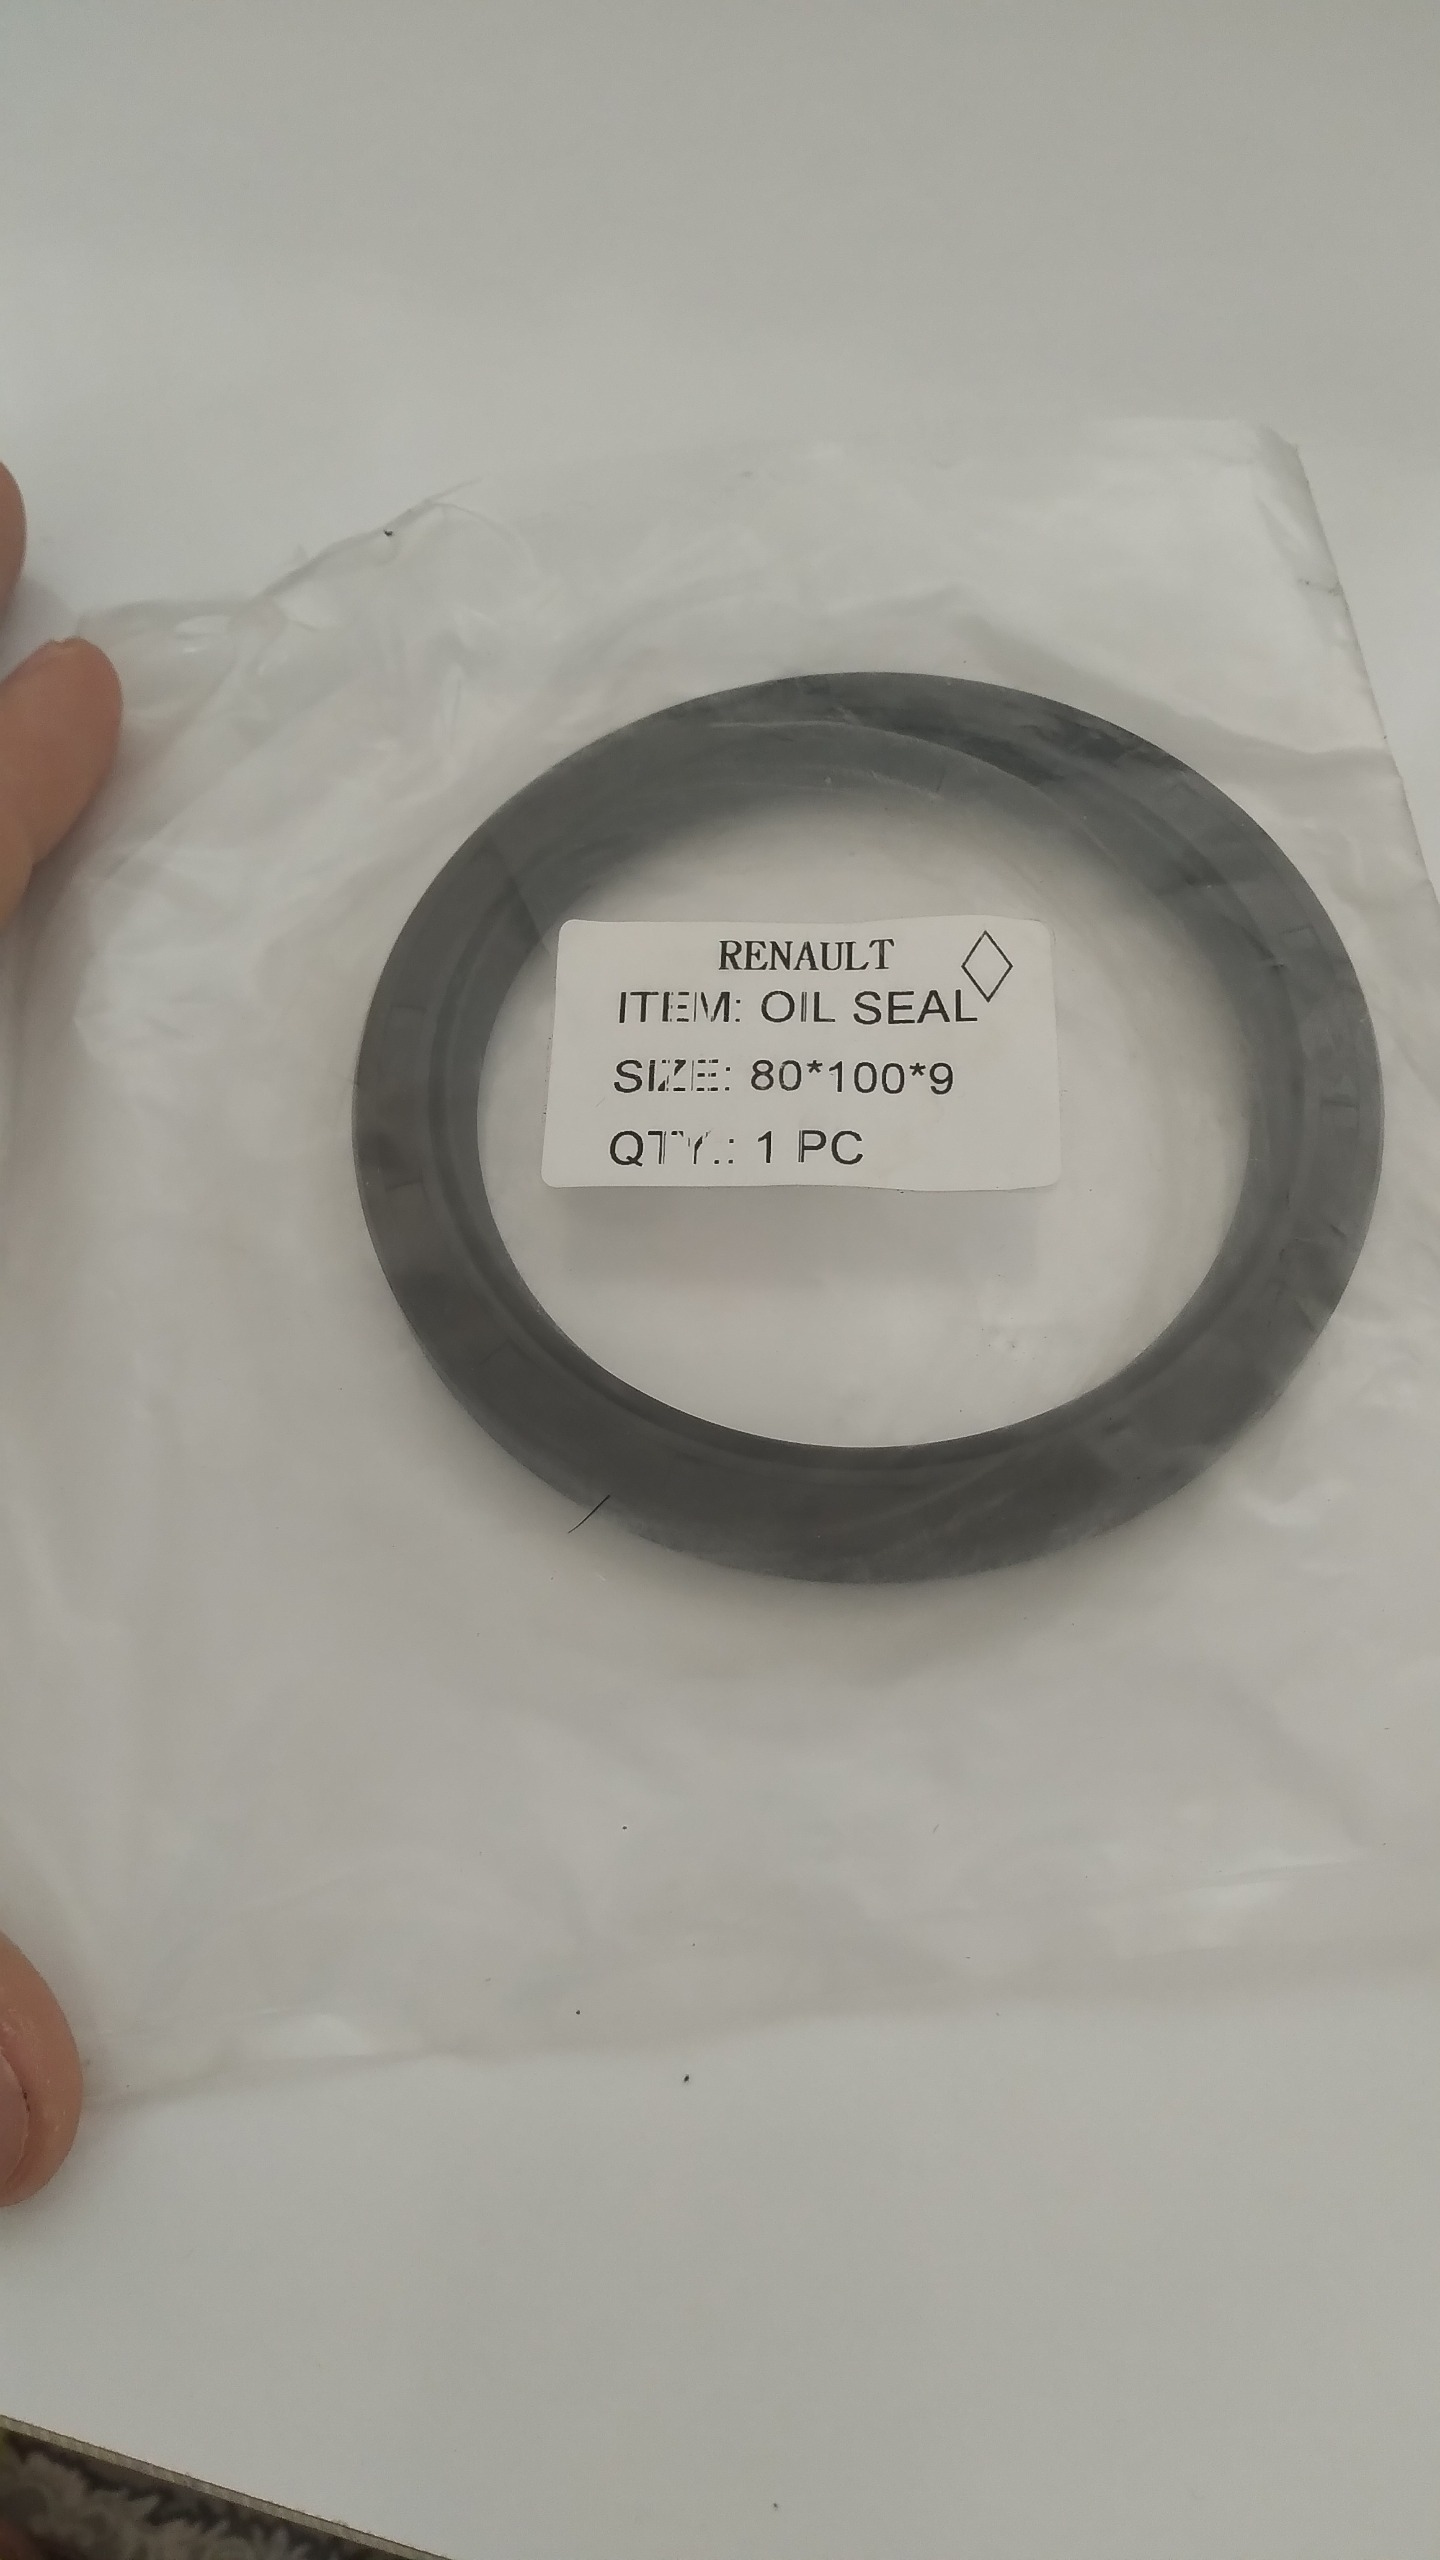 RENAULT
ITEM: OIL SEAL
SIZE: 80*100*9
QTY.: 1 PC